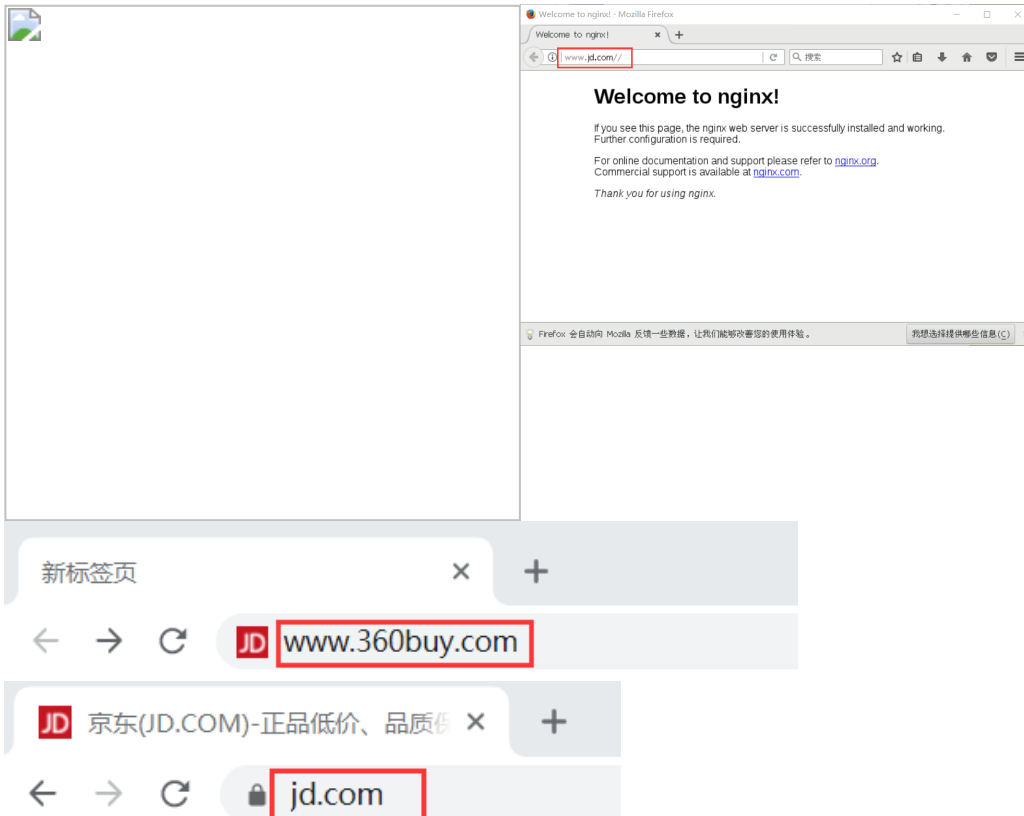 Welcome to nginx! - Mozilla Firefox
Welcome to nginx!
www.jd.com//
搜索
Welcome to nginx!
If you see this page, the nginx web server is successfully installed and working.
Further configuration is required.
For online documentation and support please refer to nginx.org.
Commercial support is available at nginx.com.
Thank you for using nginx.
Firefox 会自动向 Mozilla 反馈一些数据，让我们能够改善您的使用体验。
我想选择提供哪些信息(C)
新标签页
JD www.360buy.com
JD 京东(JD.COM)-正品低价、品质保
jd.com